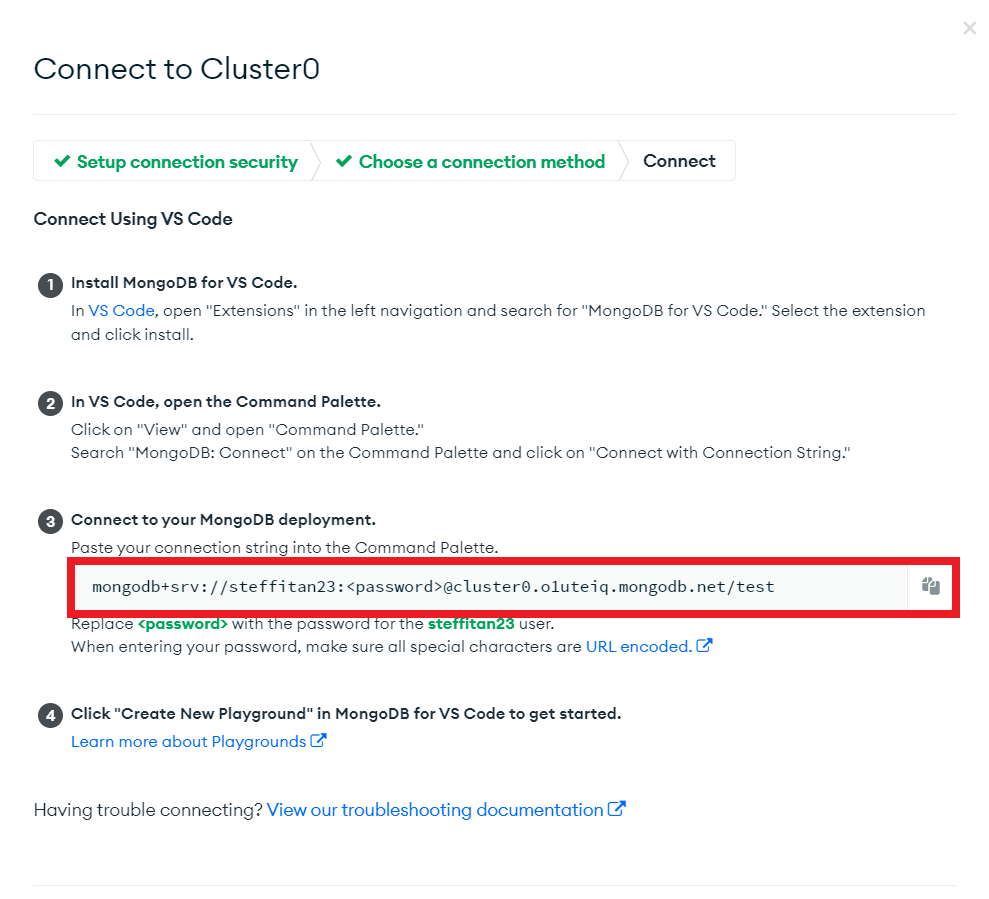 Connect to Cluster0
Setup connection security
Choose a connection method
Connect
Connect Using VS Code
1
Install MongoDB for VS Code.
In VS Code, open "Extensions" in the left navigation and search for "MongoDB for VS Code." Select the extension
and click install.
2
In VS Code, open the Command Palette.
Click on "View" and open "Command Palette."
Search "MongoDB: Connect" on the Command Palette and click on "Connect with Connection String."
3
Connect to your MongoDB deployment.
Paste your connection string into the Command Palette.
mongodb+srv://steffitan23:<password>@cluster0.o1uteiq.mongodb.net/test
Replace <password> with the password for the steffitan23 user.
When entering your password, make sure all special characters are URL encoded.
4
Click "Create New Playground" in MongoDB for VS Code to get started.
Learn more about Playgrounds
Having trouble connecting? View our troubleshooting documentation